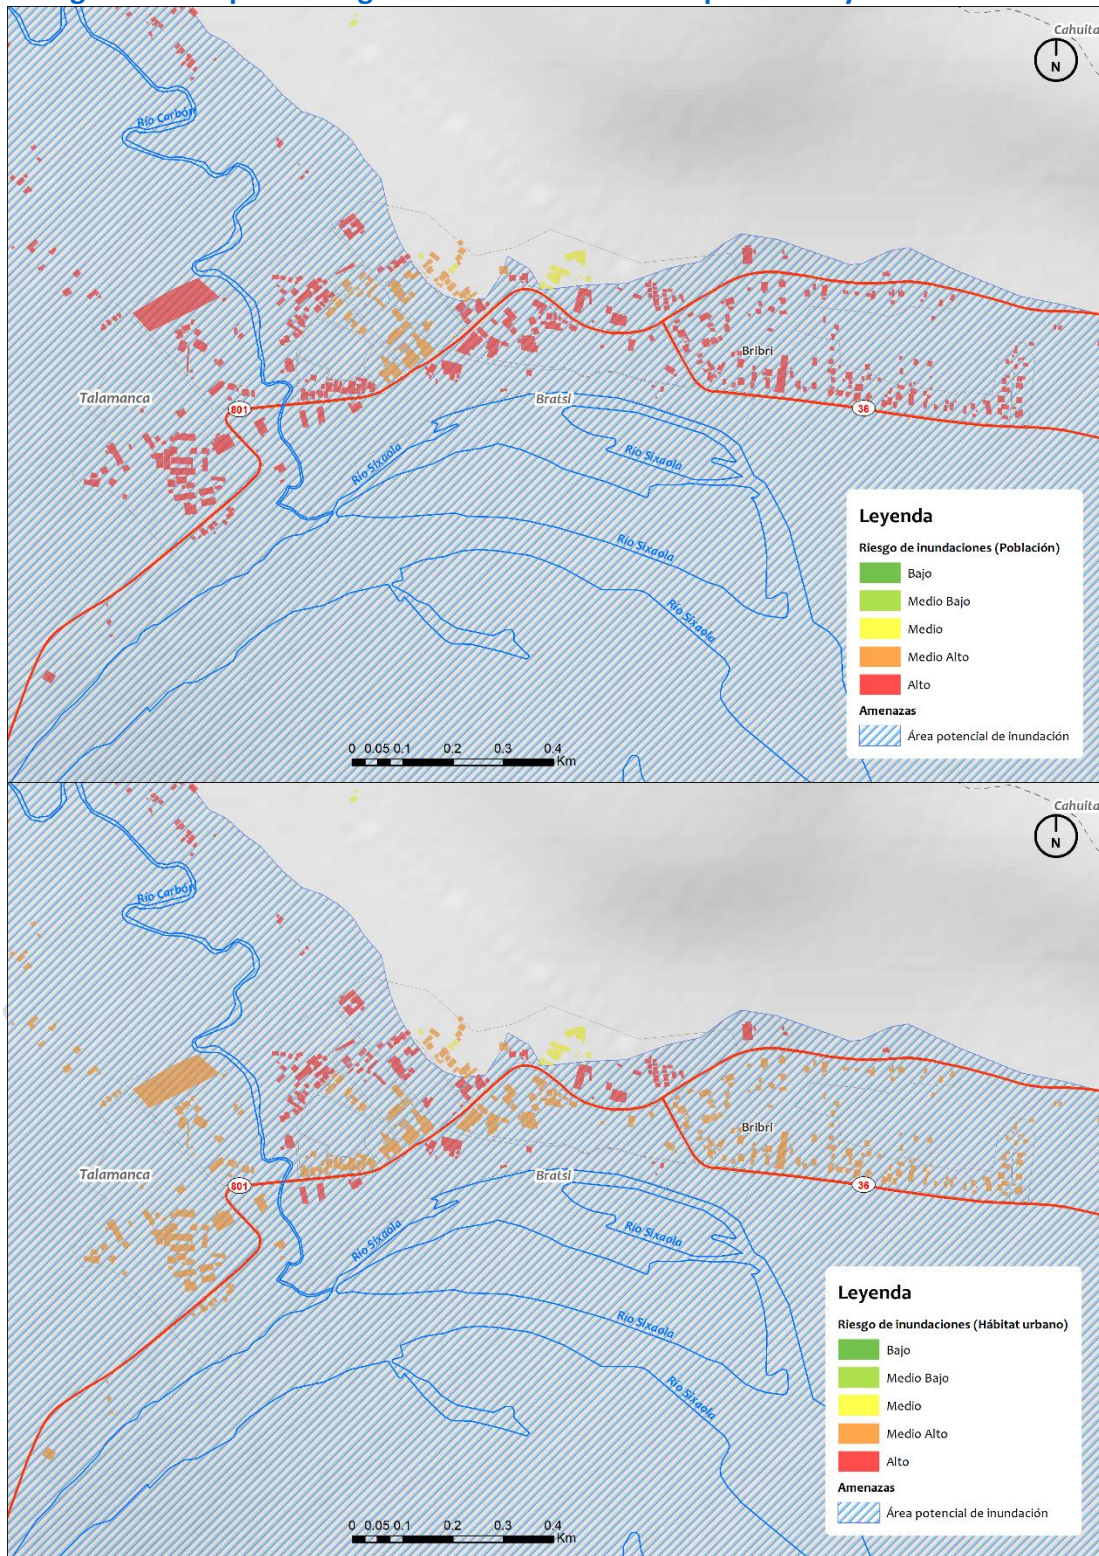 Cahuita
N
Río Carbón
Bribri
Talamanca
801
Bratsi
36
Río Sixaola
Río Sixaola
Río Sixaola
Río Sixaola
Leyenda
Riesgo de inundaciones (Población)
Bajo
Medio Bajo
Medio
Medio Alto
Alto
Amenazas
Área potencial de inundación
0 0.05 0.1 0.2 0.3 0.4
Km
Cahuita
N
Río Carbón
Bribri
Talamanca
801
Bratsi
36
Río Sixaola
Río Sixaola
Río Sixaola
Río Sixaola
Leyenda
Riesgo de inundaciones (Hábitat urbano)
Bajo
Medio Bajo
Medio
Medio Alto
Alto
Amenazas
Área potencial de inundación
0 0.05 0.1 0.2 0.3 0.4
Km